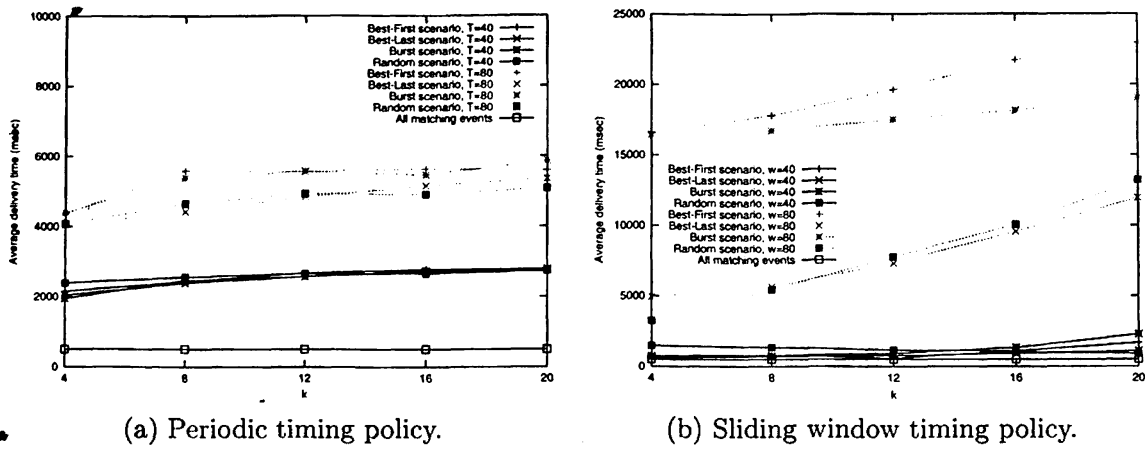 10000
8000
6000
4000
2000
0
Average delivery time (msec)
Best-First scenario, T=40
Best-Last scenario, T=40
Burst scenario, T=40
Random scenario, T=40
Best-First scenario, T=80
Best-Last scenario, T=80
Burst scenario, T=80
Random scenario, T=80
All matching events
4
8
12
16
20
k
(a) Periodic timing policy.
25000
20000
15000
10000
5000
0
Average delivery time (msec)
Best-First scenario, w=40
Best-Last scenario, w=40
Burst scenario, w=40
Random scenario, w=40
Best-First scenario, w=80
Best-Last scenario, w=80
Burst scenario, w=80
Random scenario, w=80
All matching events
4
8
12
16
20
k
(b) Sliding window timing policy.